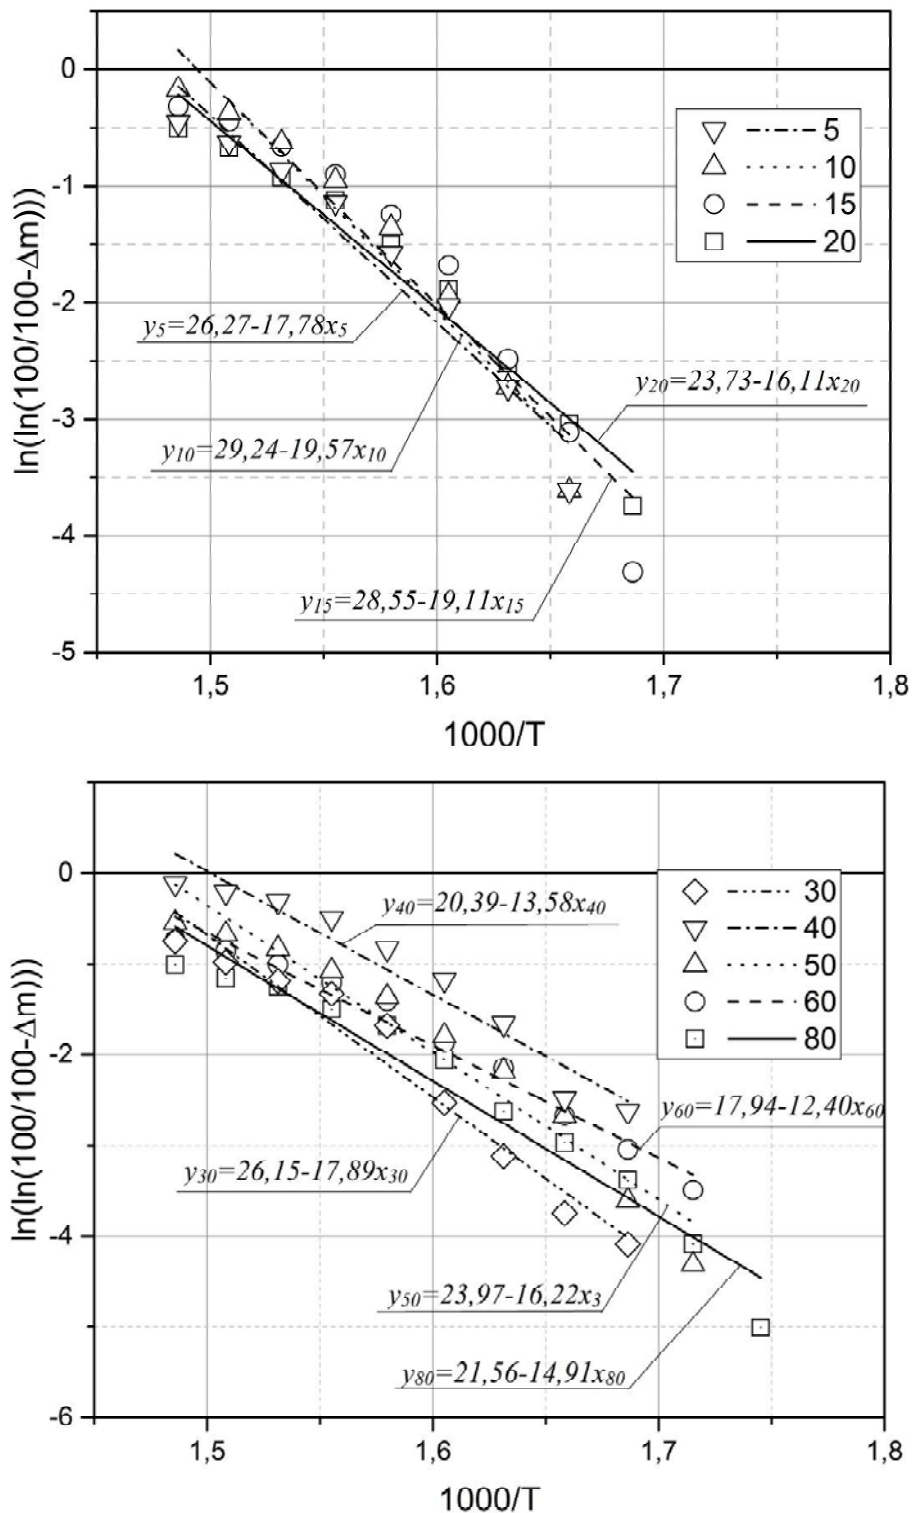 0
-1
-2
-3
-4
-5
ln(ln(100/100-Δm)))
5
10
15
20
y5=26,27-17,78x5
y20=23,73-16,11x20
y10=29,24-19,57x10
y15=28,55-19,11x15
1,5
1,6
1,7
1,8
1000/T
0
-2
-4
-6
ln(ln(100/100-Δm)))
30
40
50
60
80
y40=20,39-13,58x40
y60=17,94-12,40x60
y30=26,15-17,89x30
y50=23,97-16,22x3
y80=21,56-14,91x80
1,5
1,6
1,7
1,8
1000/T